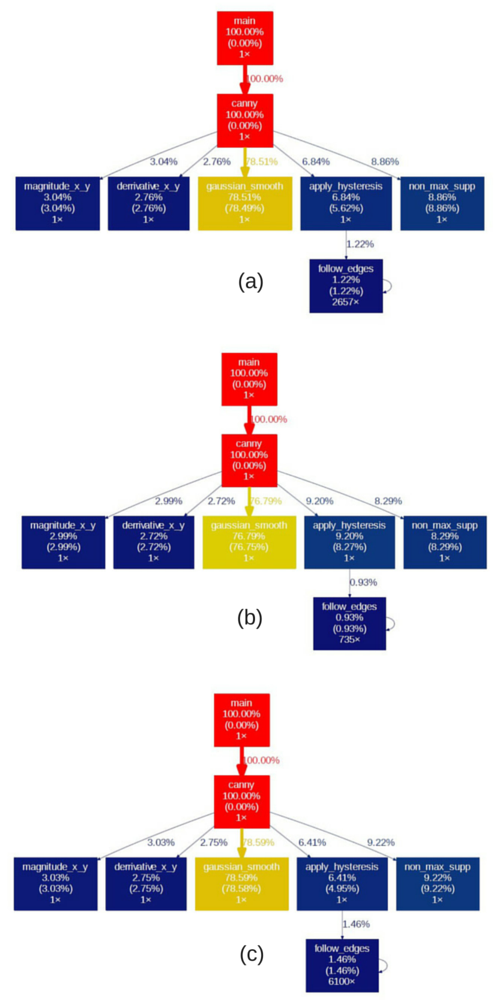 main
100.00%
(0.00%)
1×
100.00%
canny
100.00%
(0.00%)
1×
3.04% 2.76% 78.51% 6.84% 8.86%
magnitude_x_y derrivative_x_y gaussian_smooth apply_hysteresis non_max_supp
3.04% 2.76% 78.51% 6.84% 8.86%
(3.04%) (2.76%) (78.49%) (5.62%) (8.86%)
1× 1× 1× 1× 1×
1.22%
follow_edges
1.22%
(1.22%)
2657×
(a)
main
100.00%
(0.00%)
1×
100.00%
canny
100.00%
(0.00%)
1×
2.99% 2.72% 76.79% 9.20% 8.29%
magnitude_x_y derrivative_x_y gaussian_smooth apply_hysteresis non_max_supp
2.99% 2.72% 76.79% 9.20% 8.29%
(2.99%) (2.72%) (76.75%) (8.27%) (8.29%)
1× 1× 1× 1× 1×
0.93%
follow_edges
0.93%
(0.93%)
735×
(b)
main
100.00%
(0.00%)
1×
100.00%
canny
100.00%
(0.00%)
1×
3.03% 2.75% 78.59% 6.41% 9.22%
magnitude_x_y derrivative_x_y gaussian_smooth apply_hysteresis non_max_supp
3.03% 2.75% 78.59% 6.41% 9.22%
(3.03%) (2.75%) (78.58%) (4.95%) (9.22%)
1× 1× 1× 1× 1×
1.46%
follow_edges
1.46%
(1.46%)
6100×
(c)